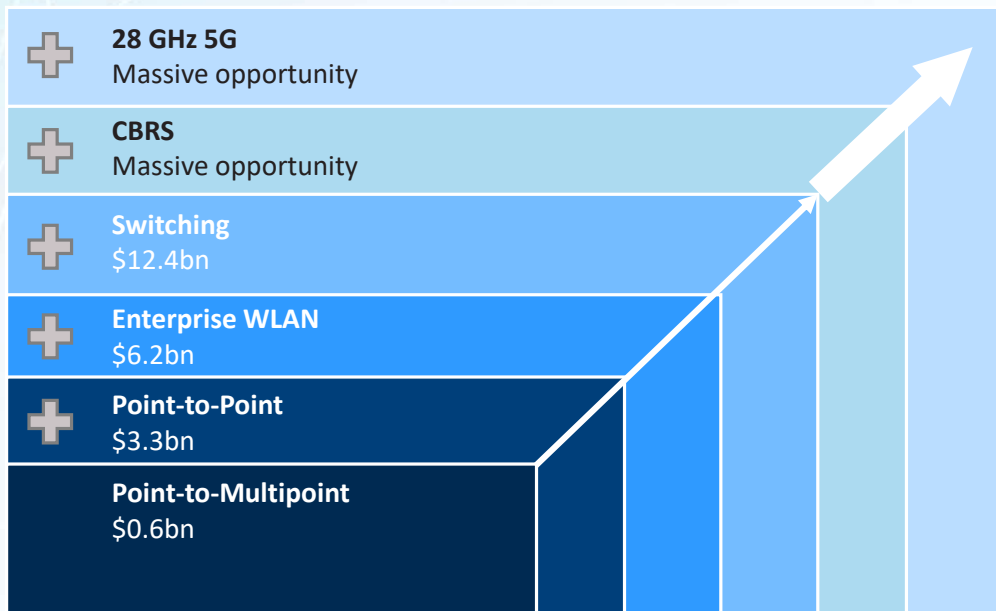 28 GHz 5G
Massive opportunity
CBRS
Massive opportunity
Switching
$12.4bn
Enterprise WLAN
$6.2bn
Point-to-Point
$3.3bn
Point-to-Multipoint
$0.6bn